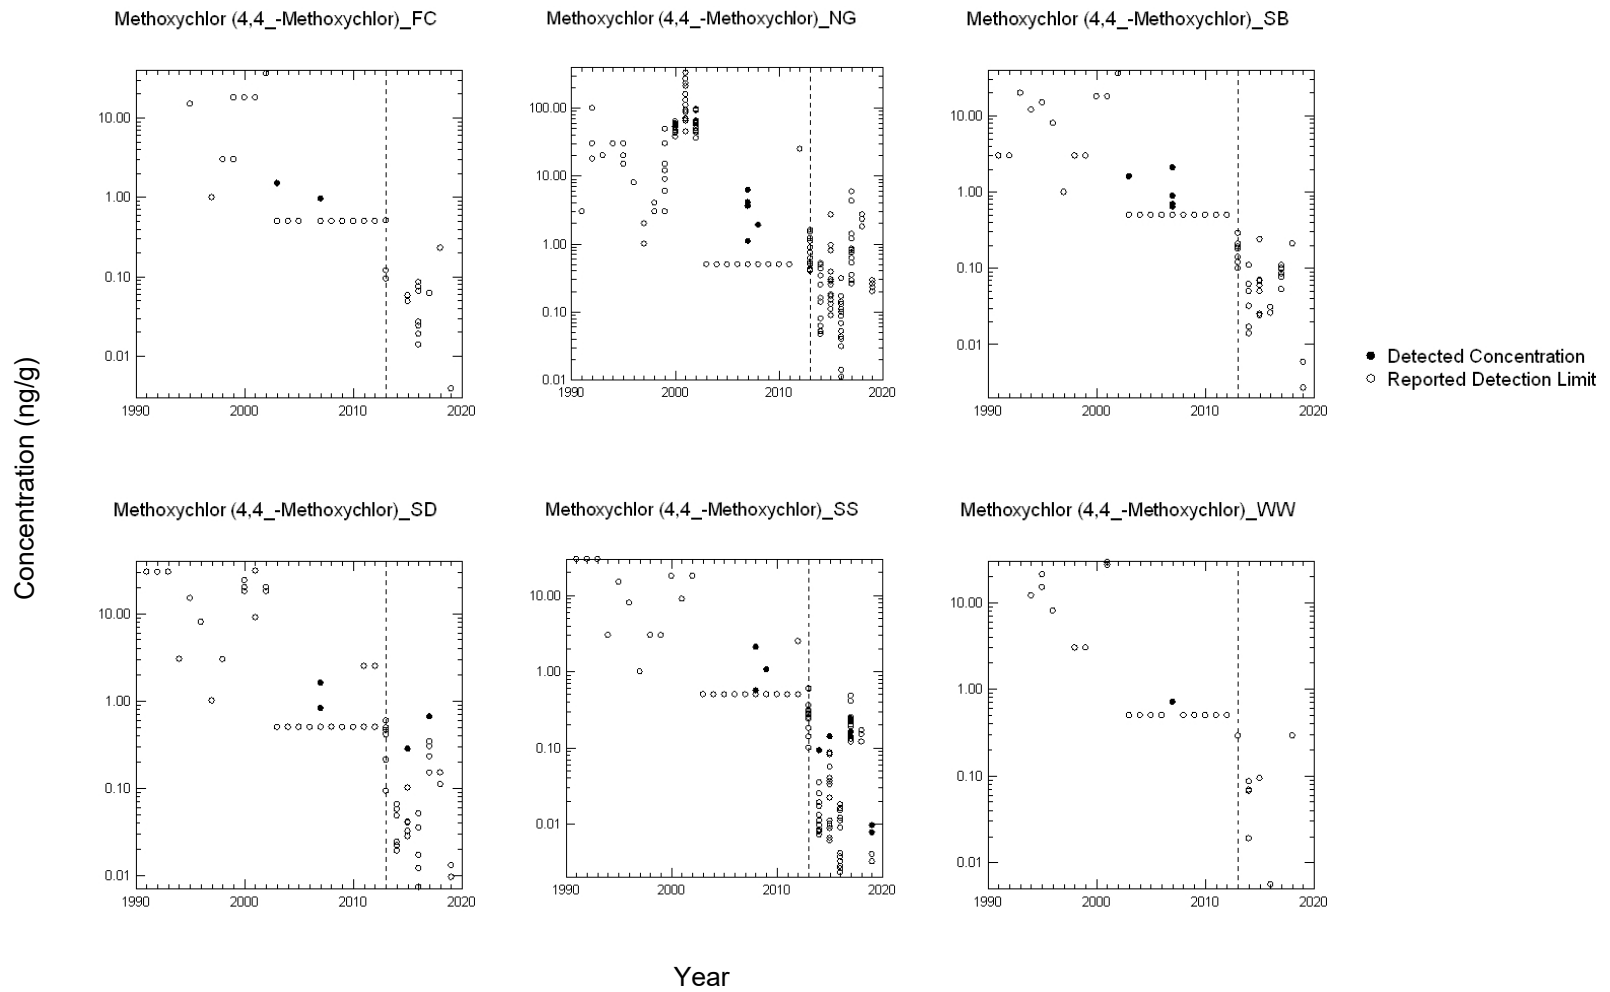 Methoxychlor (4,4_-Methoxychlor)_FC
Methoxychlor (4,4_-Methoxychlor)_NG
Methoxychlor (4,4_-Methoxychlor)_SB
10.00
1.00
0.10
0.01
1990 2000 2010 2020
100.00
10.00
1.00
0.10
0.01
1990 2000 2010 2020
10.00
1.00
0.10
0.01
1990 2000 2010 2020
Detected Concentration
Reported Detection Limit
Concentration (ng/g)
Methoxychlor (4,4_-Methoxychlor)_SD
Methoxychlor (4,4_-Methoxychlor)_SS
Methoxychlor (4,4_-Methoxychlor)_WW
10.00
1.00
0.10
0.01
1990 2000 2010 2020
10.00
1.00
0.10
0.01
1990 2000 2010 2020
10.00
1.00
0.10
0.01
1990 2000 2010 2020
Year